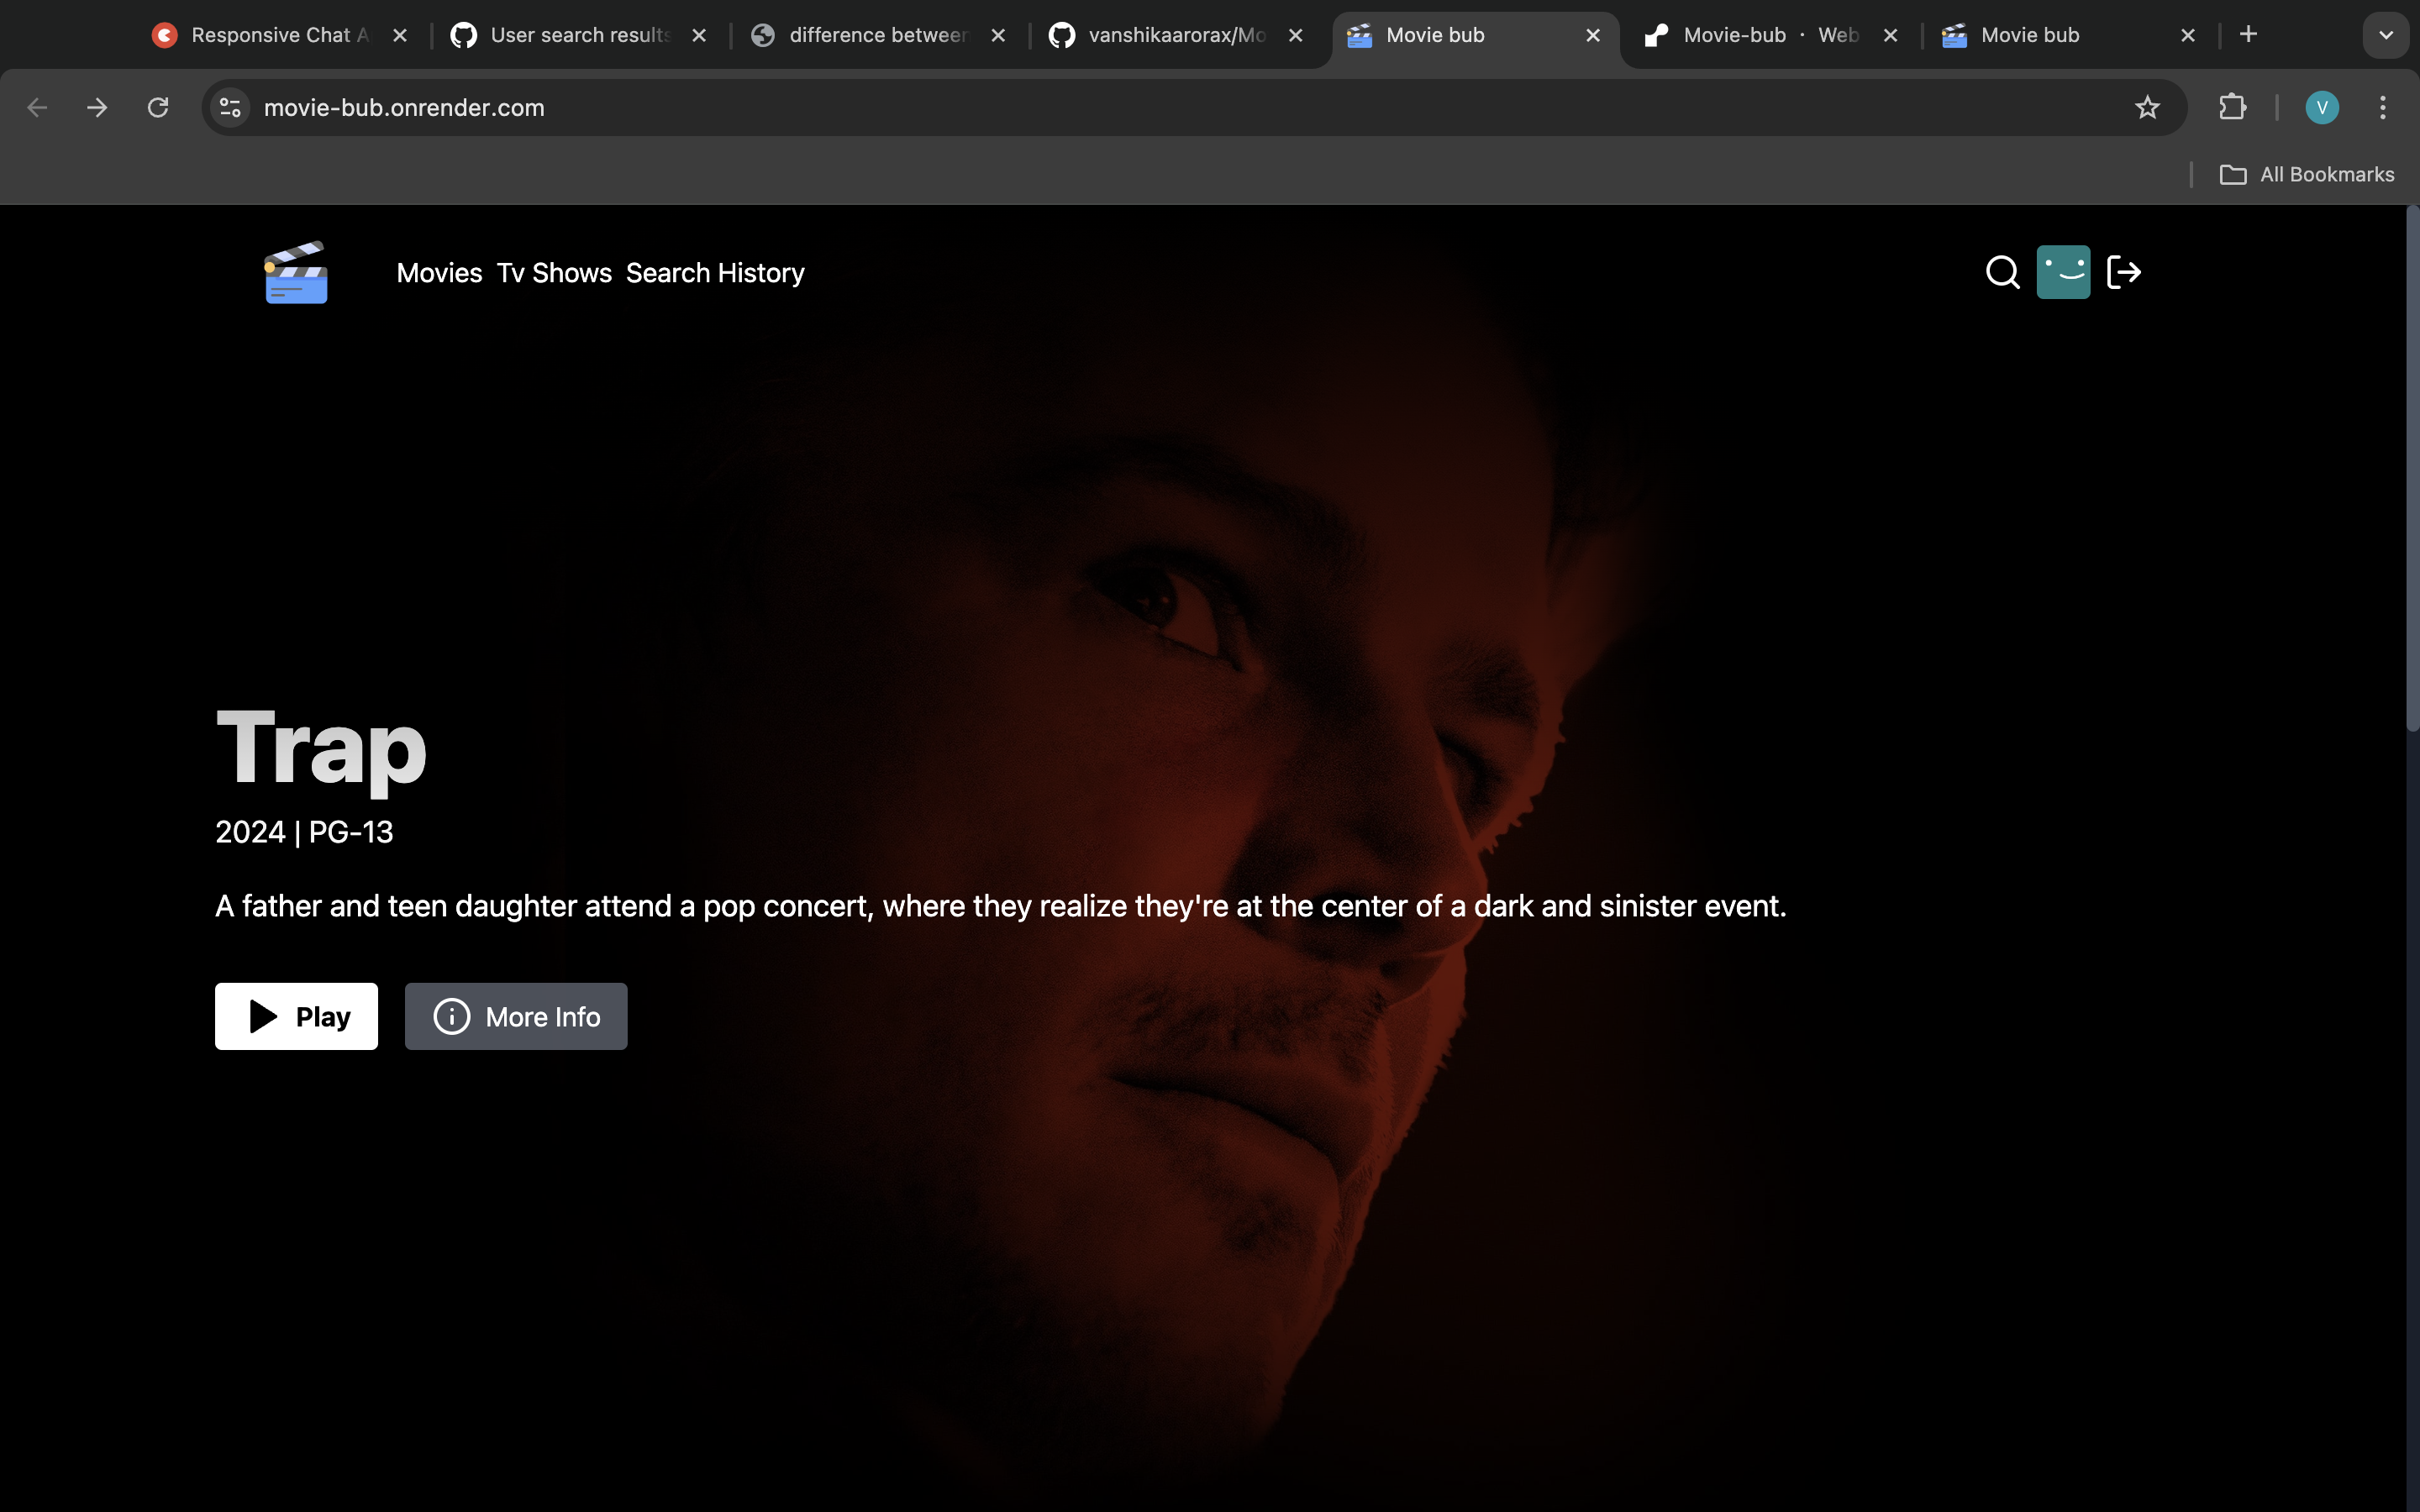 Responsive Chat A
User search results
difference between
vanshikaarorax/Mo
Movie bub
Movie-bub · Web
Movie bub
movie-bub.onrender.com
V
All Bookmarks
Movies Tv Shows Search History
Trap
2024 | PG-13
A father and teen daughter attend a pop concert, where they realize they're at the center of a dark and sinister event.
Play
More Info